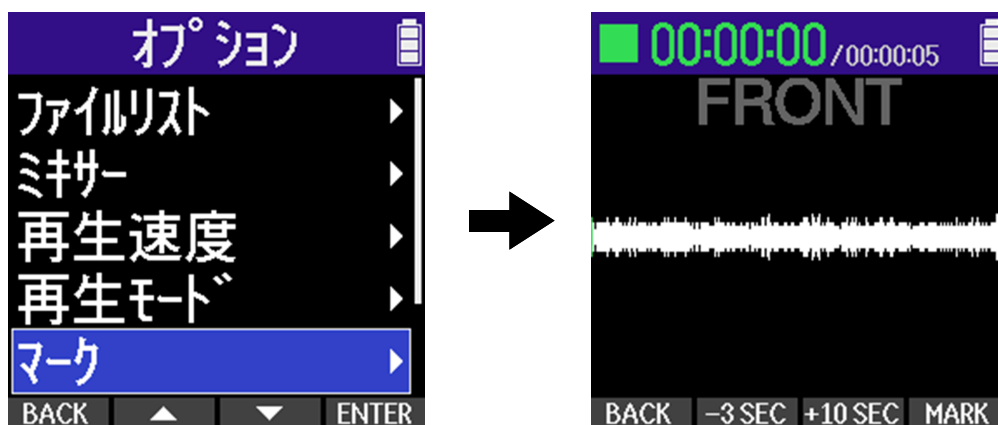 オプション
ファイルリスト
ミキサー
再生速度
再生モード
マーク
BACK ENTER
00:00:00/00:00:05
FRONT
BACK -3 SEC +10 SEC MARK